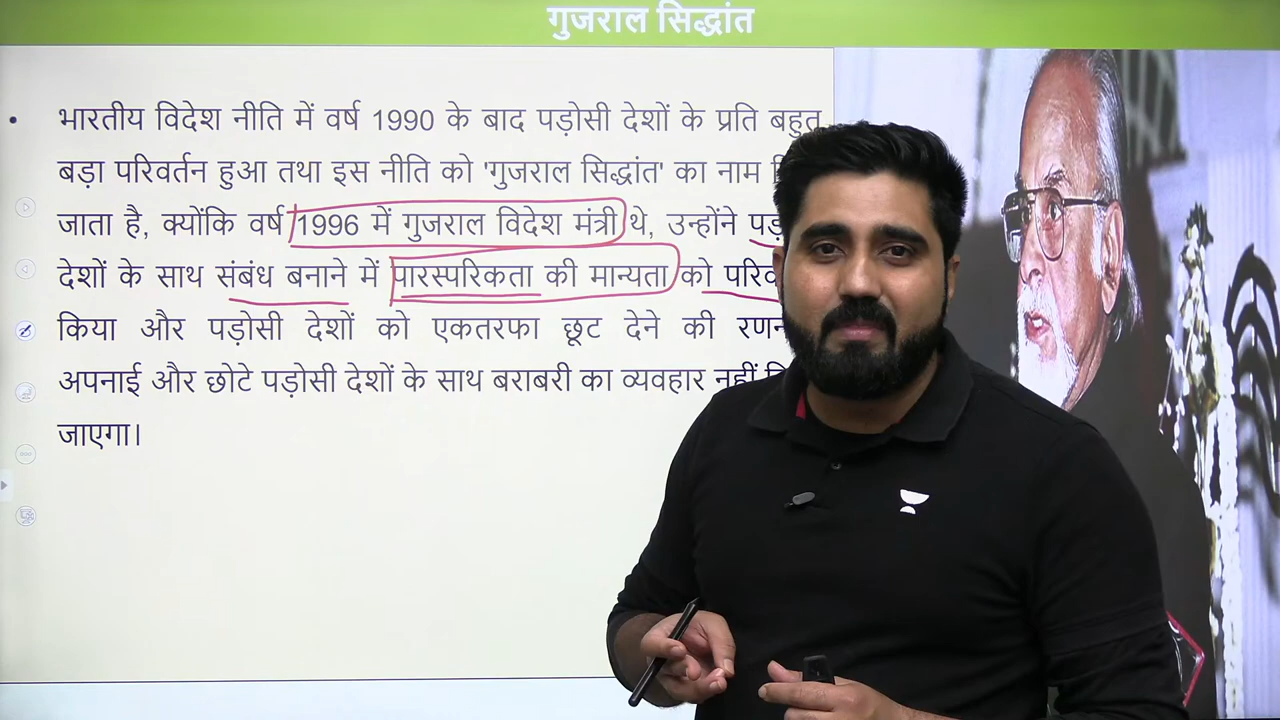 गुजराल सिद्धांत
• भारतीय विदेश नीति में वर्ष 1990 के बाद पड़ोसी देशों के प्रति बहुत
बड़ा परिवर्तन हुआ तथा इस नीति को 'गुजराल सिद्धांत' का नाम
जाता है, क्योंकि वर्ष 1996 में गुजराल विदेश मंत्री थे, उन्होंने
देशों के साथ संबंध बनाने में पारस्परिकता की मान्यता को
किया और पड़ोसी देशों को एकतरफा छूट देने की
अपनाई और छोटे पड़ोसी देशों के साथ बराबरी का व्यवहार नहीं
जाएगा।